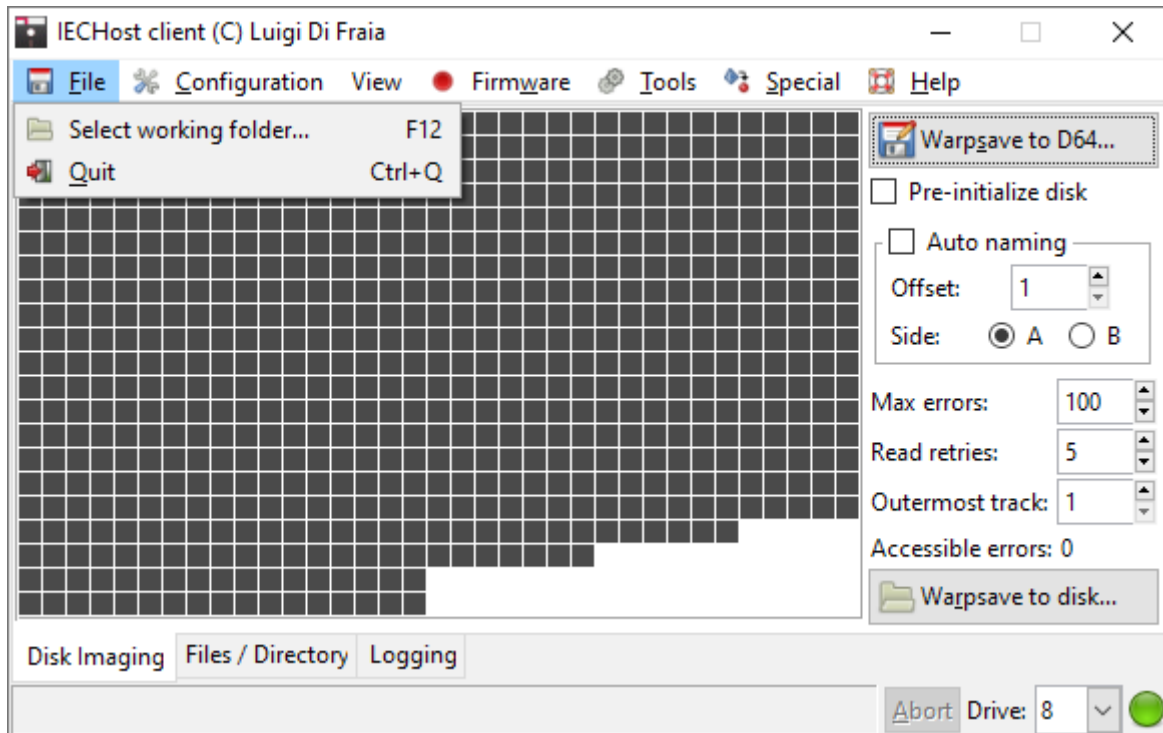 IECHost client (C) Luigi Di Fraia
File Configuration View Firmware Tools Special Help
Select working folder... F12
Quit Ctrl+Q
Warpsave to D64...
Pre-initialize disk
Auto naming
Offset: 1
Side: A B
Max errors: 100
Read retries: 5
Outermost track: 1
Accessible errors: 0
Warpsave to disk...
Disk Imaging Files / Directory Logging
Abort Drive: 8